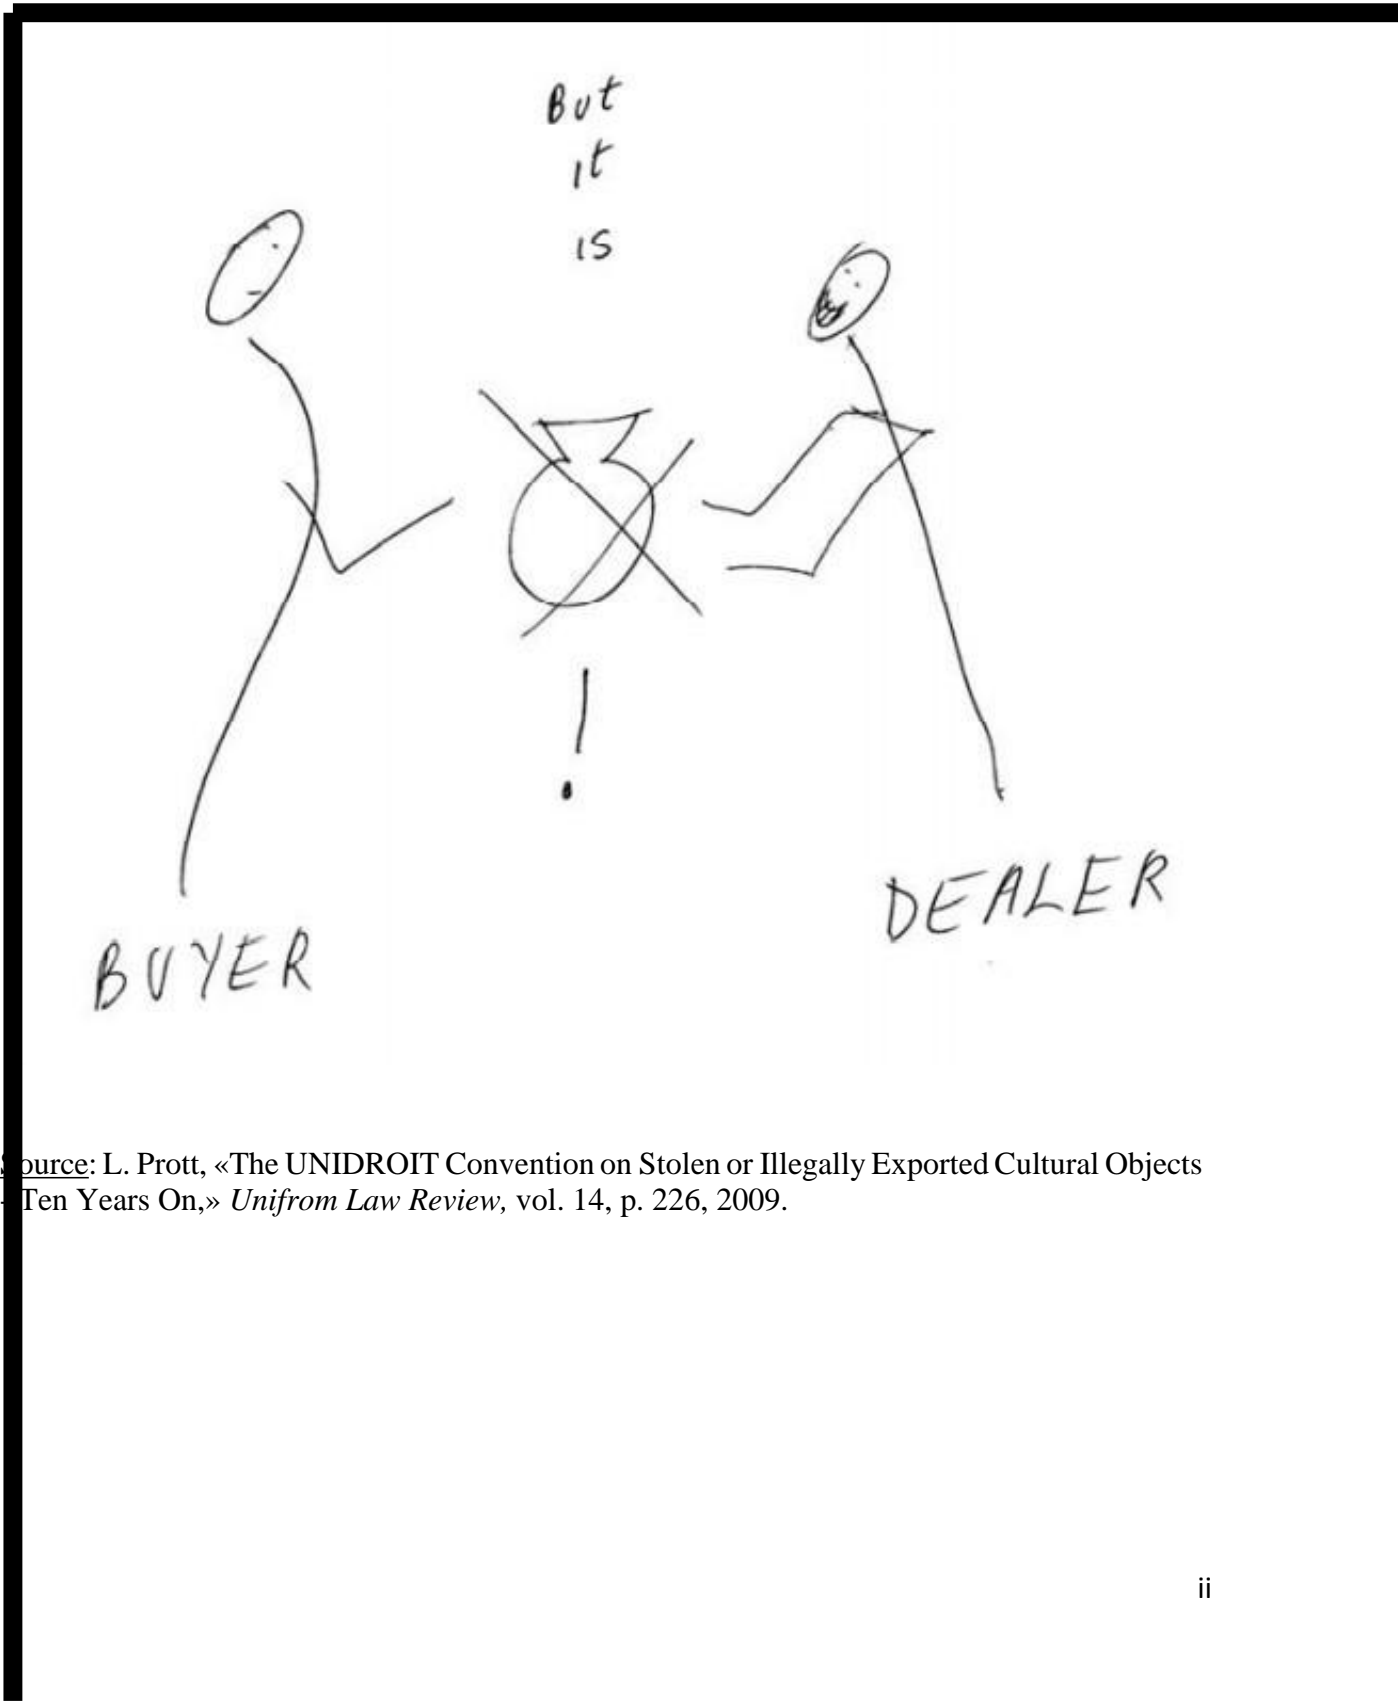 But
it
is
!
BUYER
DEALER
Source: L. Prott, «The UNIDROIT Convention on Stolen or Illegally Exported Cultural Objects
- Ten Years On,» Unifrom Law Review, vol. 14, p. 226, 2009.
ii